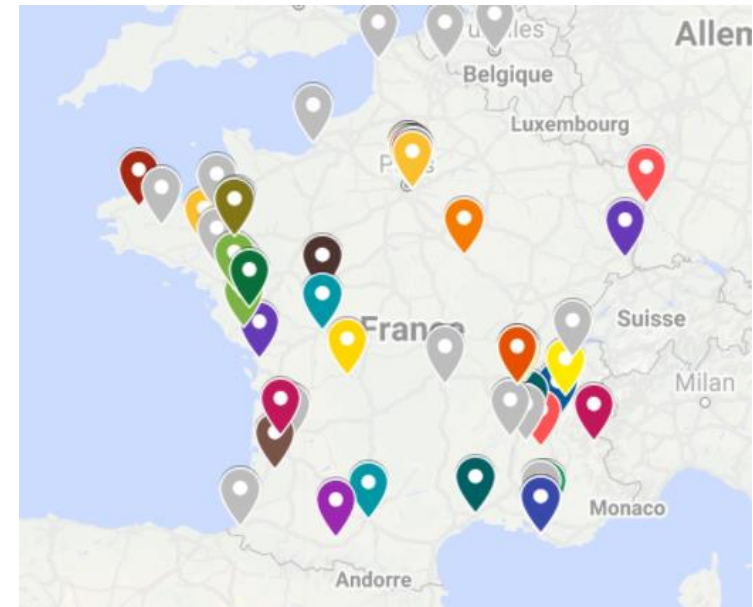 Allem
Belgique
Luxembourg
France
Suisse
Milan
Monaco
Andorre